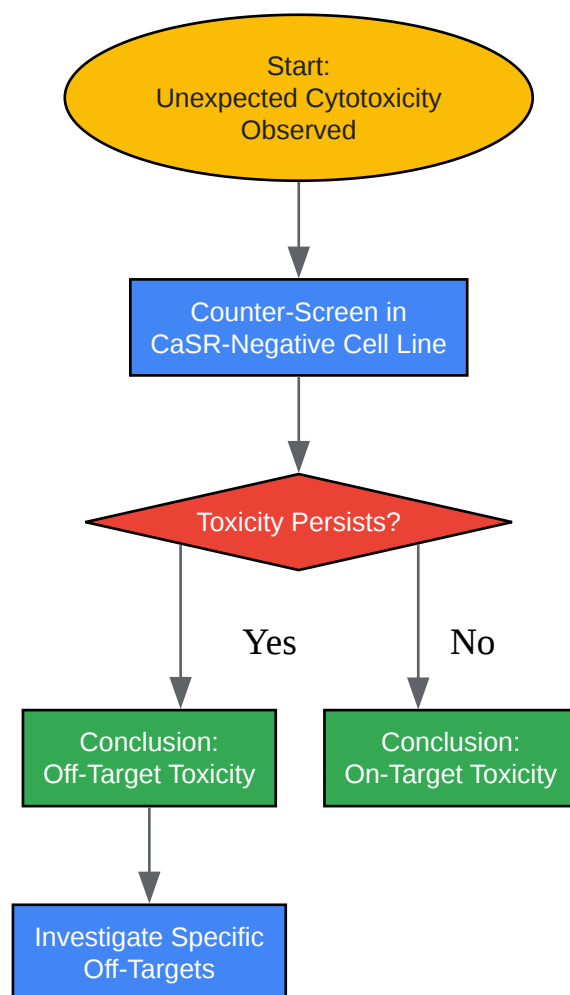 Start:
Unexpected Cytotoxicity
Observed
Counter-Screen in
CaSR-Negative Cell Line
Toxicity Persists?
Yes
No
Conclusion:
Off-Target Toxicity
Conclusion:
On-Target Toxicity
Investigate Specific
Off-Targets